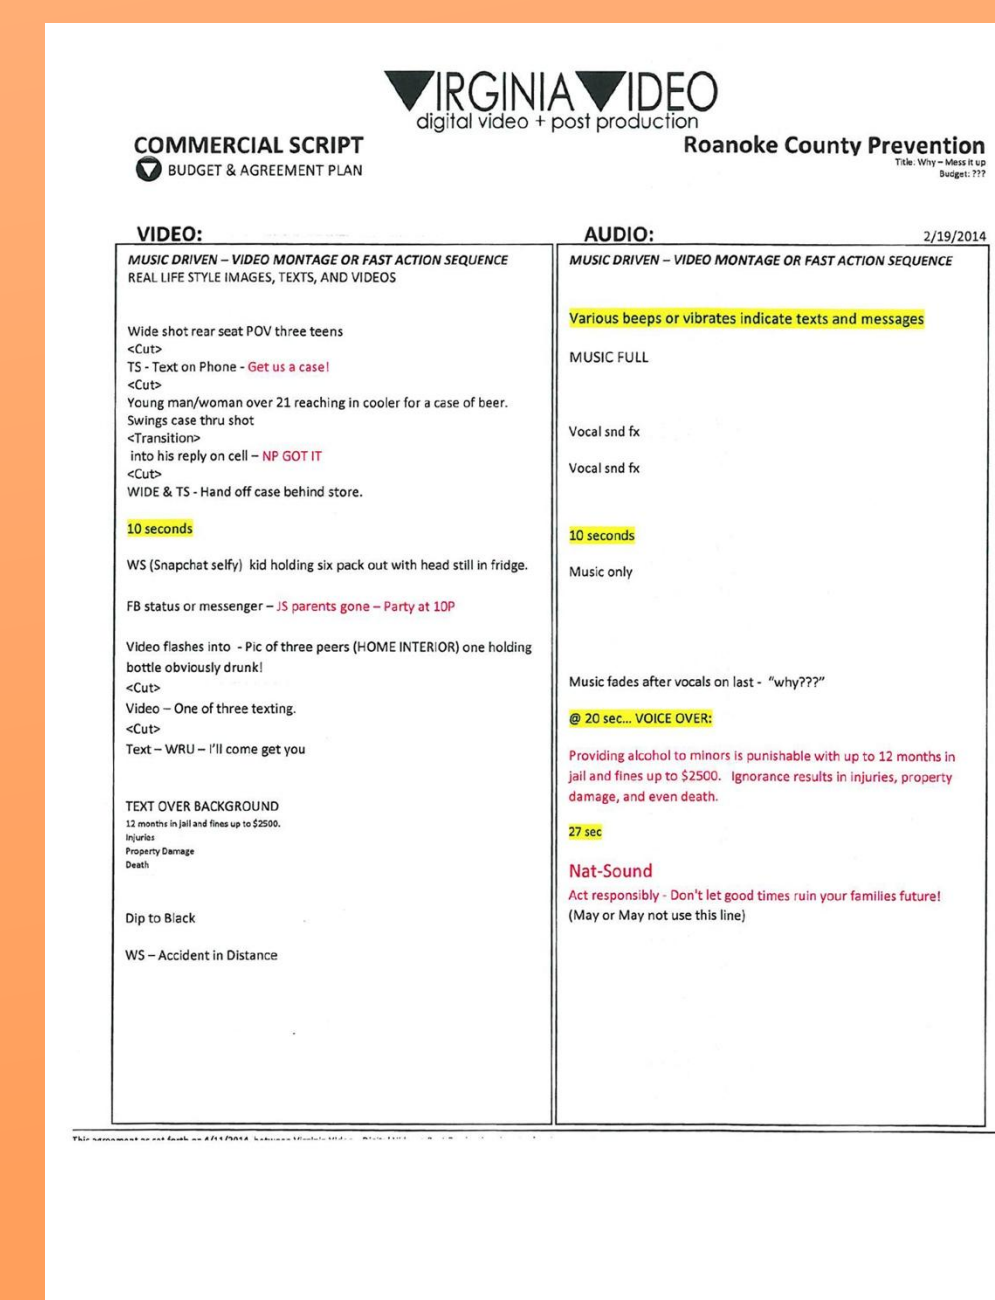 VIRGINIA VIDEO
digital video + post production
COMMERCIAL SCRIPT
BUDGET & AGREEMENT PLAN
Roanoke County Prevention
Title: Why – Mess it up
Budget: ???
VIDEO:
MUSIC DRIVEN – VIDEO MONTAGE OR FAST ACTION SEQUENCE
REAL LIFE STYLE IMAGES, TEXTS, AND VIDEOS
Wide shot rear seat POV three teens
<Cut>
TS - Text on Phone - Get us a case!
<Cut>
Young man/woman over 21 reaching in cooler for a case of beer.
Swings case thru shot
<Transition>
into his reply on cell – NP GOT IT
<Cut>
WIDE & TS - Hand off case behind store.
10 seconds
WS (Snapchat selfy) kid holding six pack out with head still in fridge.
FB status or messenger – JS parents gone – Party at 10P
Video flashes into - Pic of three peers (HOME INTERIOR) one holding
bottle obviously drunk!
<Cut>
Video – One of three texting.
<Cut>
Text – WRU – I'll come get you
TEXT OVER BACKGROUND
12 months in jail and fines up to $2500.
Injuries
Property Damage
Death
Dip to Black
WS – Accident in Distance
AUDIO:
2/19/2014
MUSIC DRIVEN – VIDEO MONTAGE OR FAST ACTION SEQUENCE
Various beeps or vibrates indicate texts and messages
MUSIC FULL
Vocal snd fx
Vocal snd fx
10 seconds
Music only
Music fades after vocals on last - "why???"
@ 20 sec... VOICE OVER:
Providing alcohol to minors is punishable with up to 12 months in
jail and fines up to $2500. Ignorance results in injuries, property
damage, and even death.
27 sec
Nat-Sound
Act responsibly - Don't let good times ruin your families future!
(May or May not use this line)